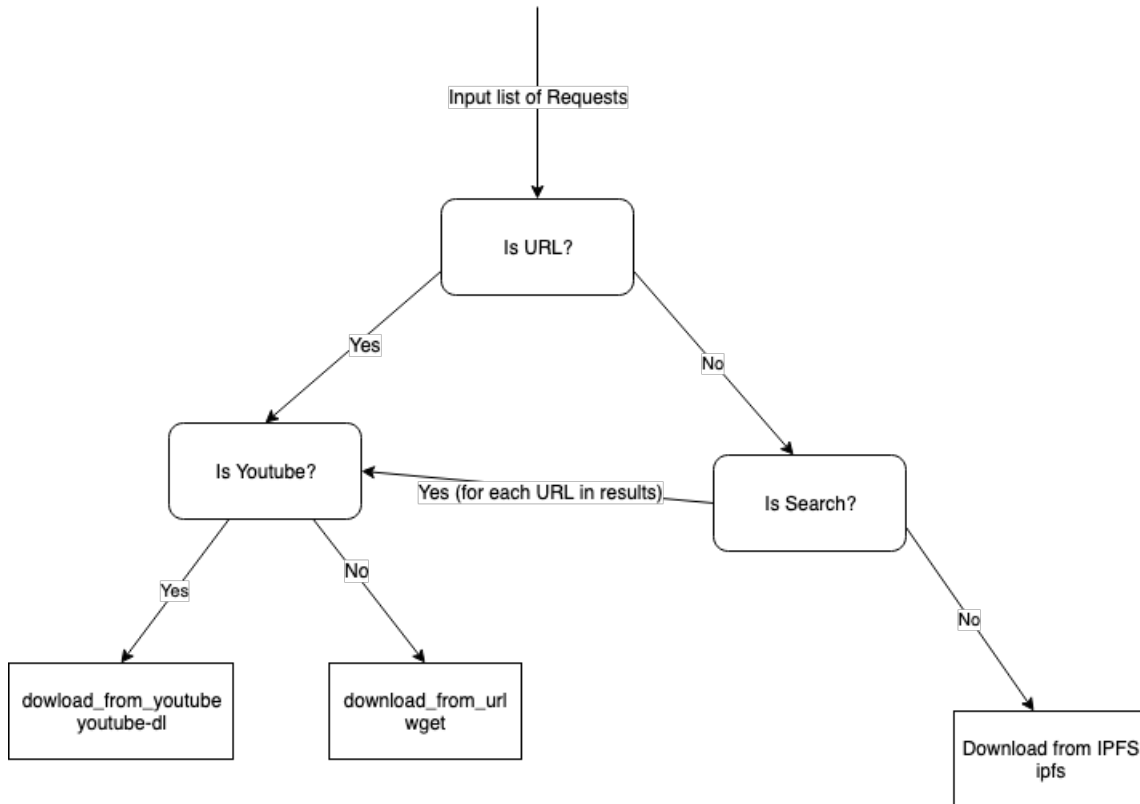 Input list of Requests
Is URL?
Yes
No
Is Youtube?
Yes (for each URL in results)
Is Search?
Yes
No
No
dowload_from_youtube
youtube-dl
download_from_url
wget
Download from IPFS
ipfs